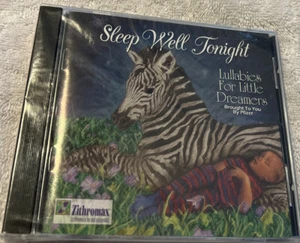 Sleep Well Tonight
Lullabies
For Little
Dreamers
Brought To You
By Pfizer
Zithromax